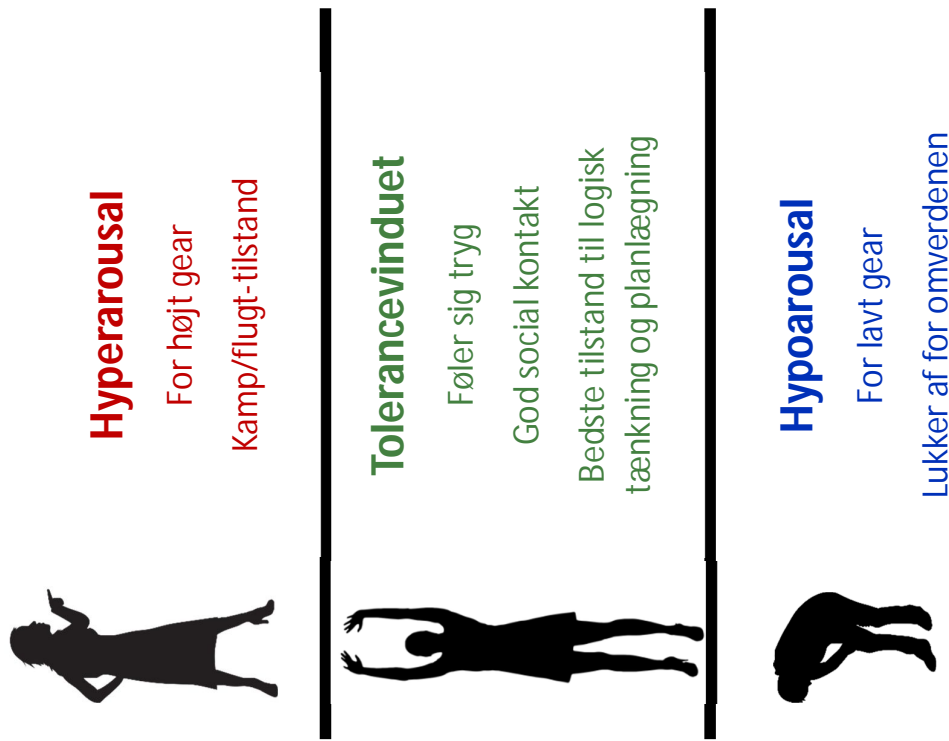 Hyperarousal
For højt gear
Kamp/flugt-tilstand
Tolerancevinduet
Føler sig tryg
God social kontakt
Bedste tilstand til logisk
tænkning og planlægning
Hypoarousal
For lavt gear
Lukker af for omverdenen